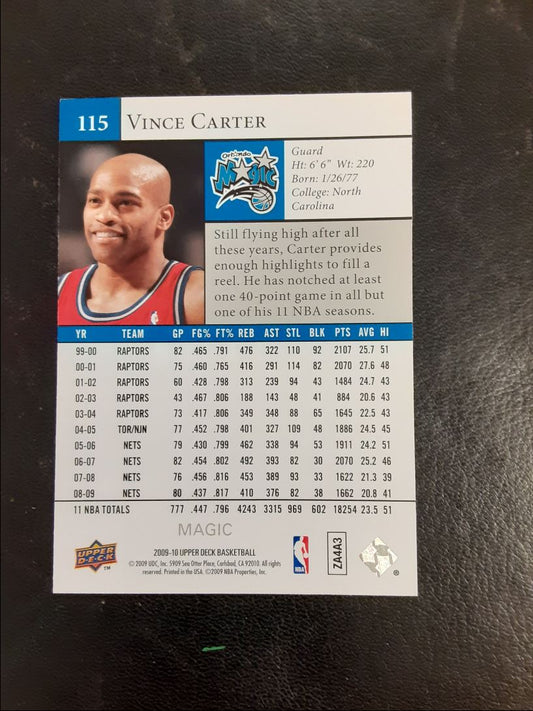 115 VINCE CARTER
Orlando
Magic
Guard
Ht: 6' 6" Wt: 220
Born: 1/26/77
College: North
Carolina
Still flying high after all
these years, Carter provides
enough highlights to fill a
reel. He has notched at least
one 40-point game in all but
one of his 11 NBA seasons.
YR TEAM GP FG% FT% REB AST STL BLK PTS AVG HI
99-00 RAPTORS 82 .465 .791 476 322 110 92 2107 25.7 51
00-01 RAPTORS 75 .460 .765 416 291 114 82 2070 27.6 48
01-02 RAPTORS 60 .428 .798 313 239 94 43 1484 24.7 43
02-03 RAPTORS 43 .467 .806 188 143 48 41 884 20.6 43
03-04 RAPTORS 73 .417 .806 349 348 88 65 1645 22.5 43
04-05 TOR/NJN 77 .452 .798 401 327 109 48 1886 24.5 45
05-06 NETS 79 .430 .799 462 338 94 53 1911 24.2 51
06-07 NETS 82 .454 .802 492 393 82 30 2070 25.2 46
07-08 NETS 76 .456 .816 453 389 93 33 1622 21.3 39
08-09 NETS 80 .437 .817 410 376 82 38 1662 20.8 41
11 NBA TOTALS 777 .447 .796 4243 3315 969 602 18254 23.5 51
MAGIC
UPPER
DECK
TM
2009-10 UPPER DECK BASKETBALL
© 2009 UDC, Inc. 5909 Sea Otter Place, Carlsbad, CA 92010. All rights
reserved. Printed in the USA. ©2009 NBA Properties, Inc.
NBA
ZA4A3
®